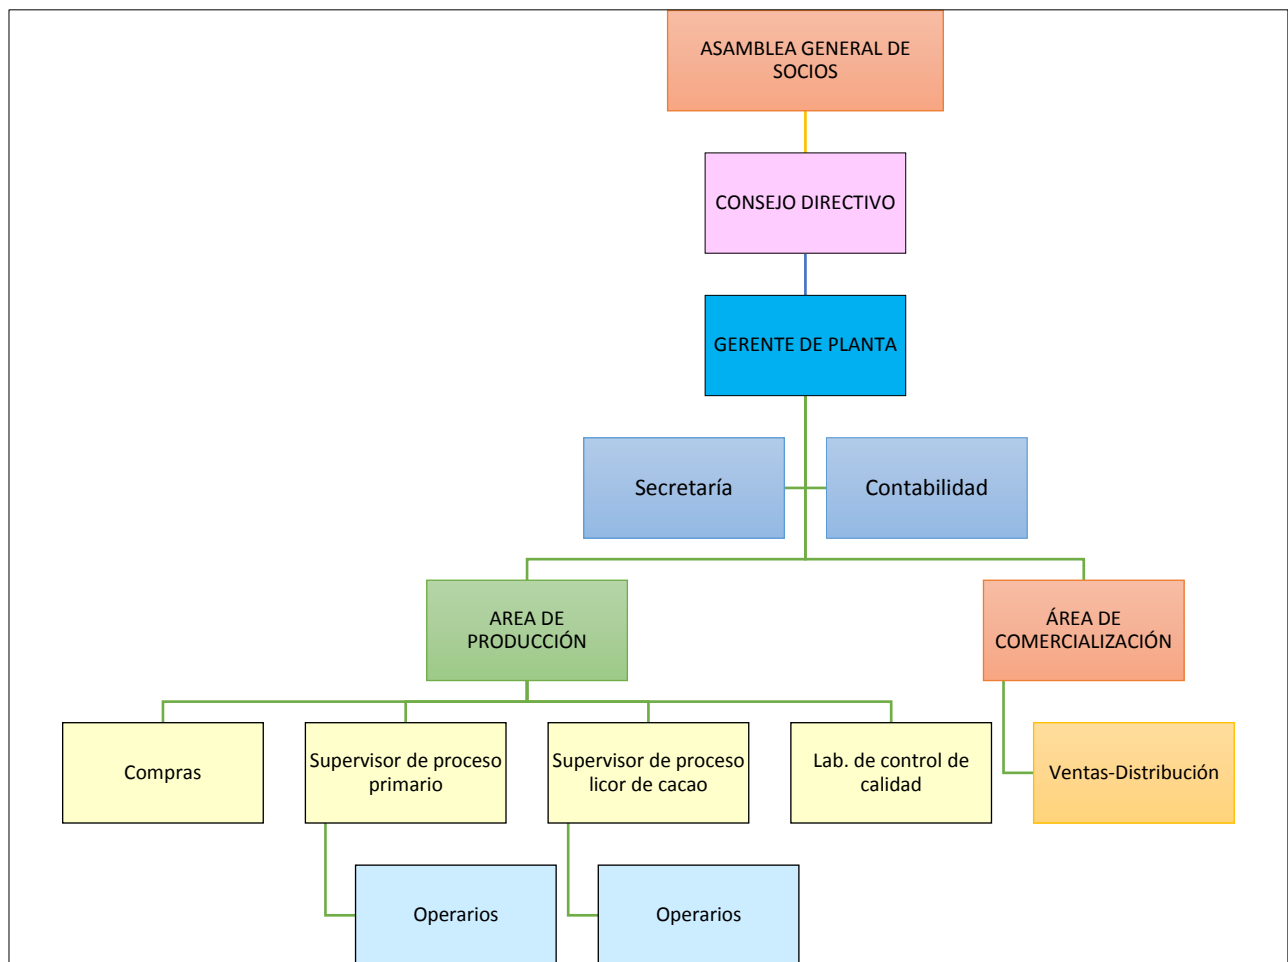 ASAMBLEA GENERAL DE
SOCIOS
CONSEJO DIRECTIVO
GERENTE DE PLANTA
Secretaría
Contabilidad
AREA DE
PRODUCCIÓN
ÁREA DE
COMERCIALIZACIÓN
Compras
Supervisor de proceso
primario
Supervisor de proceso
licor de cacao
Lab. de control de
calidad
Ventas-Distribución
Operarios
Operarios